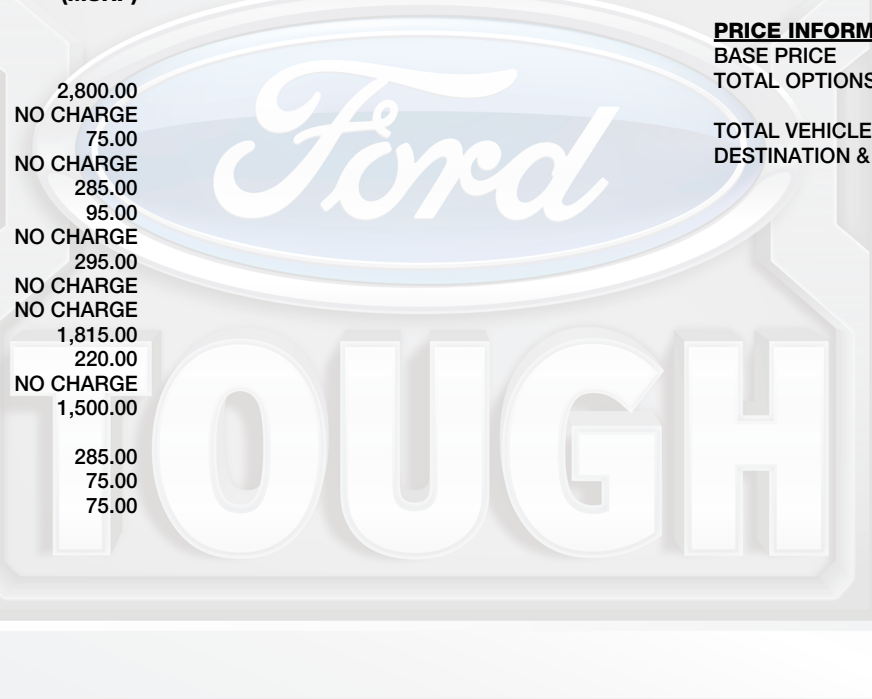 2,800.00
NO CHARGE
75.00
NO CHARGE
285.00
95.00
NO CHARGE
295.00
NO CHARGE
NO CHARGE
1,815.00
220.00
NO CHARGE
1,500.00
285.00
75.00
75.00
PRICE INFORM
BASE PRICE
TOTAL OPTIONS
TOTAL VEHICLE
DESTINATION &
Ford
TOUGH